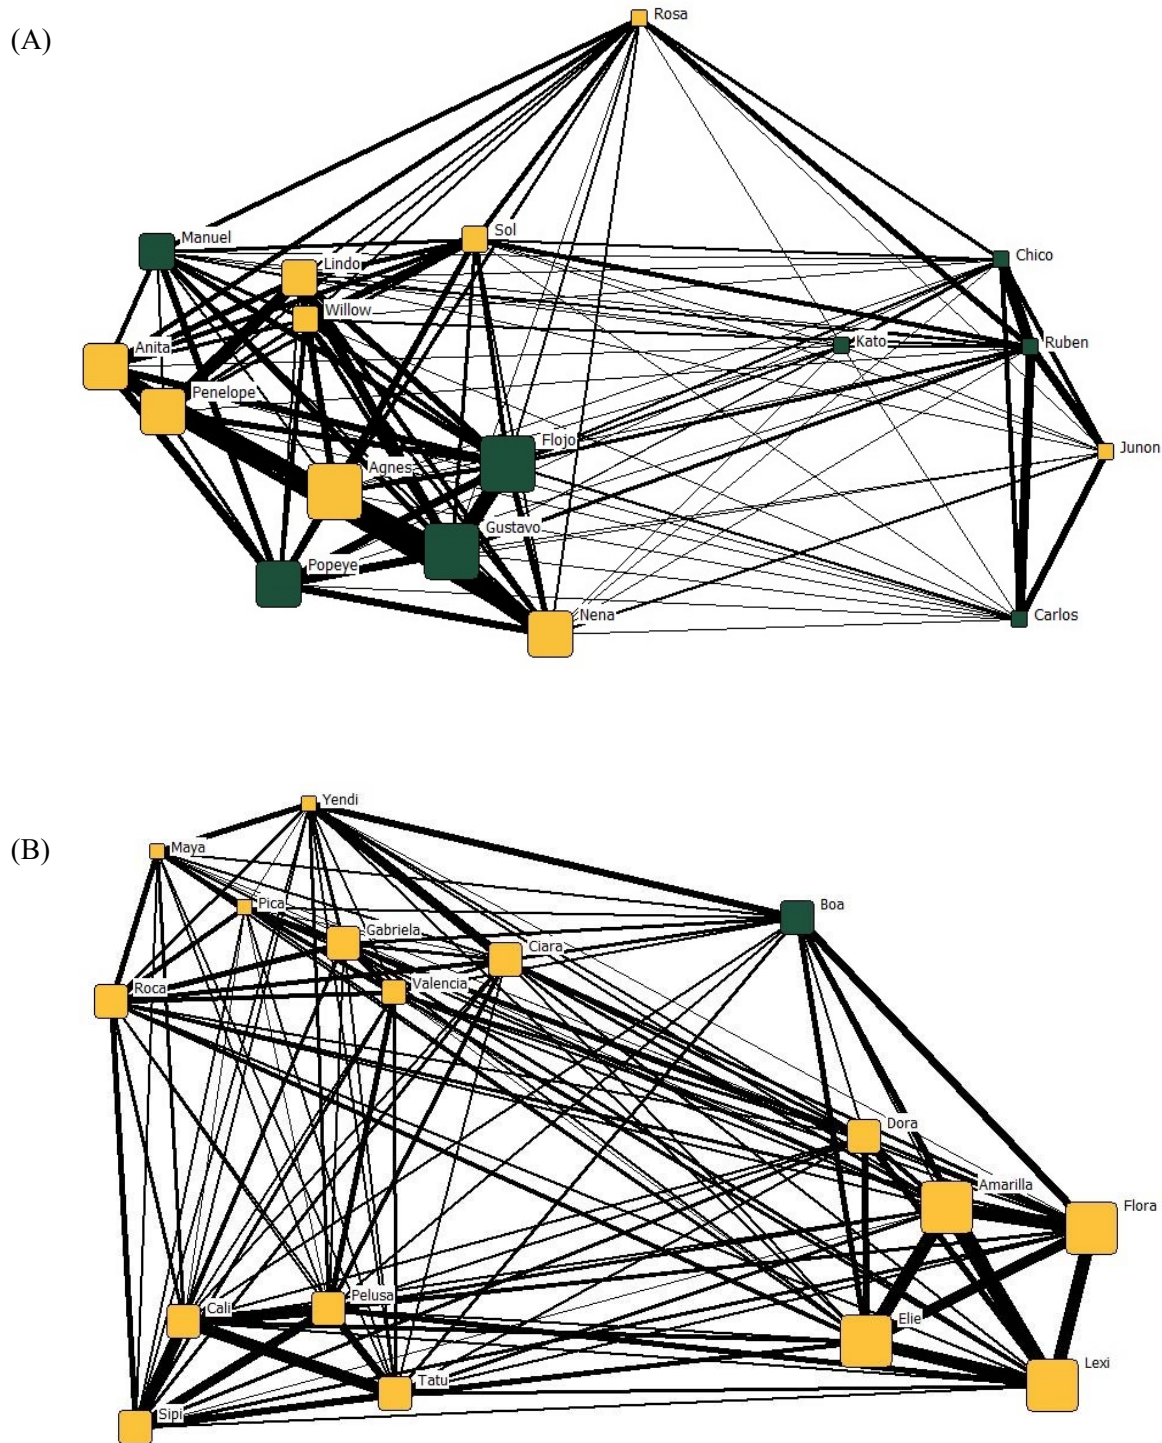 (A)
Rosa
Manuel
Sol
Lindo
Chico
Willow
Kato
Ruben
Anita
Penelope
Flojo
Junon
Agnes
Gustavo
Popeye
Nena
Carlos
(B)
Yendi
Maya
Pica
Boa
Gabriela
Ciara
Roca
Valencia
Dora
Amarilla
Flora
Pelusa
Cali
Elie
Lexi
Tatu
Sipi